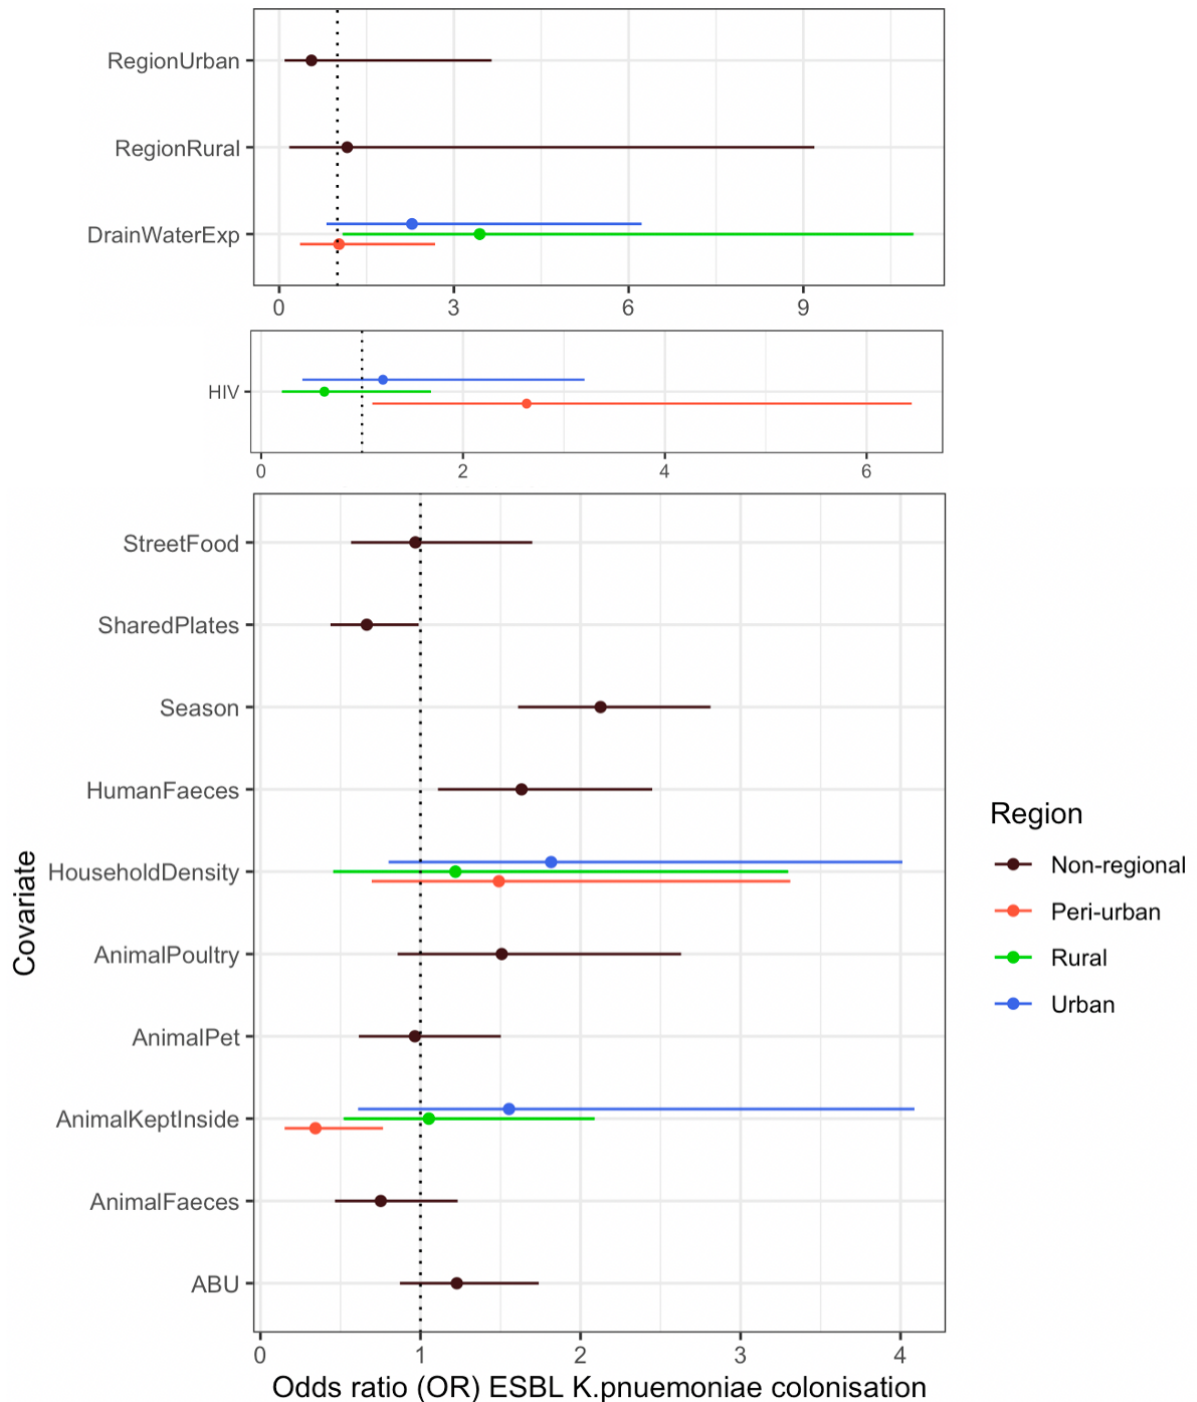 RegionUrban
RegionRural
DrainWaterExp
0 3 6 9
HIV
0 2 4 6
StreetFood
SharedPlates
Season
HumanFaeces
HouseholdDensity
AnimalPoultry
AnimalPet
AnimalKeptInside
AnimalFaeces
ABU
0 1 2 3 4
Covariate
Odds ratio (OR) ESBL K.pnuemoniae colonisation
Region
Non-regional
Peri-urban
Rural
Urban